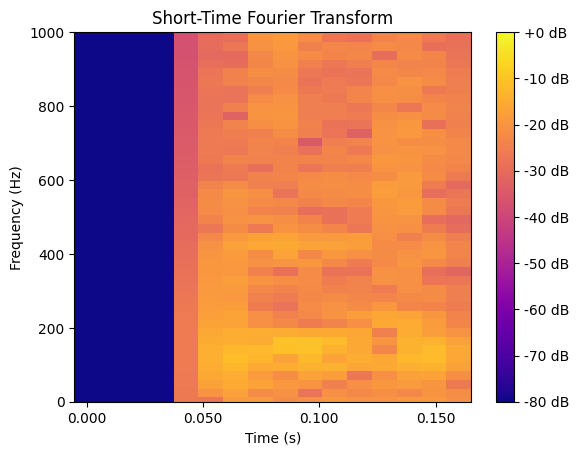 Short-Time Fourier Transform
1000
800
600
400
200
0
Frequency (Hz)
0.000
0.050
0.100
0.150
Time (s)
+0 dB
-10 dB
-20 dB
-30 dB
-40 dB
-50 dB
-60 dB
-70 dB
-80 dB